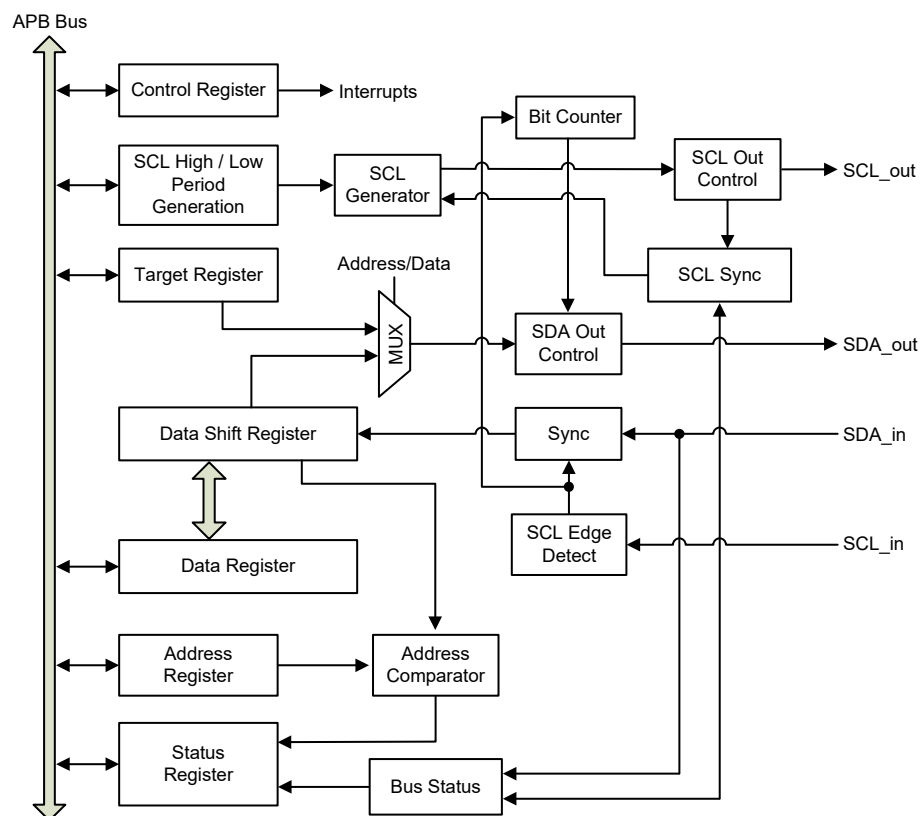 APB Bus
Control Register
Interrupts
Bit Counter
SCL High / Low
Period
Generation
SCL
Generator
SCL Out
Control
SCL_out
Target Register
Address/Data
SCL Sync
MUX
SDA Out
Control
SDA_out
Data Shift Register
Sync
SDA_in
SCL Edge
Detect
SCL_in
Data Register
Address
Register
Address
Comparator
Status
Register
Bus Status